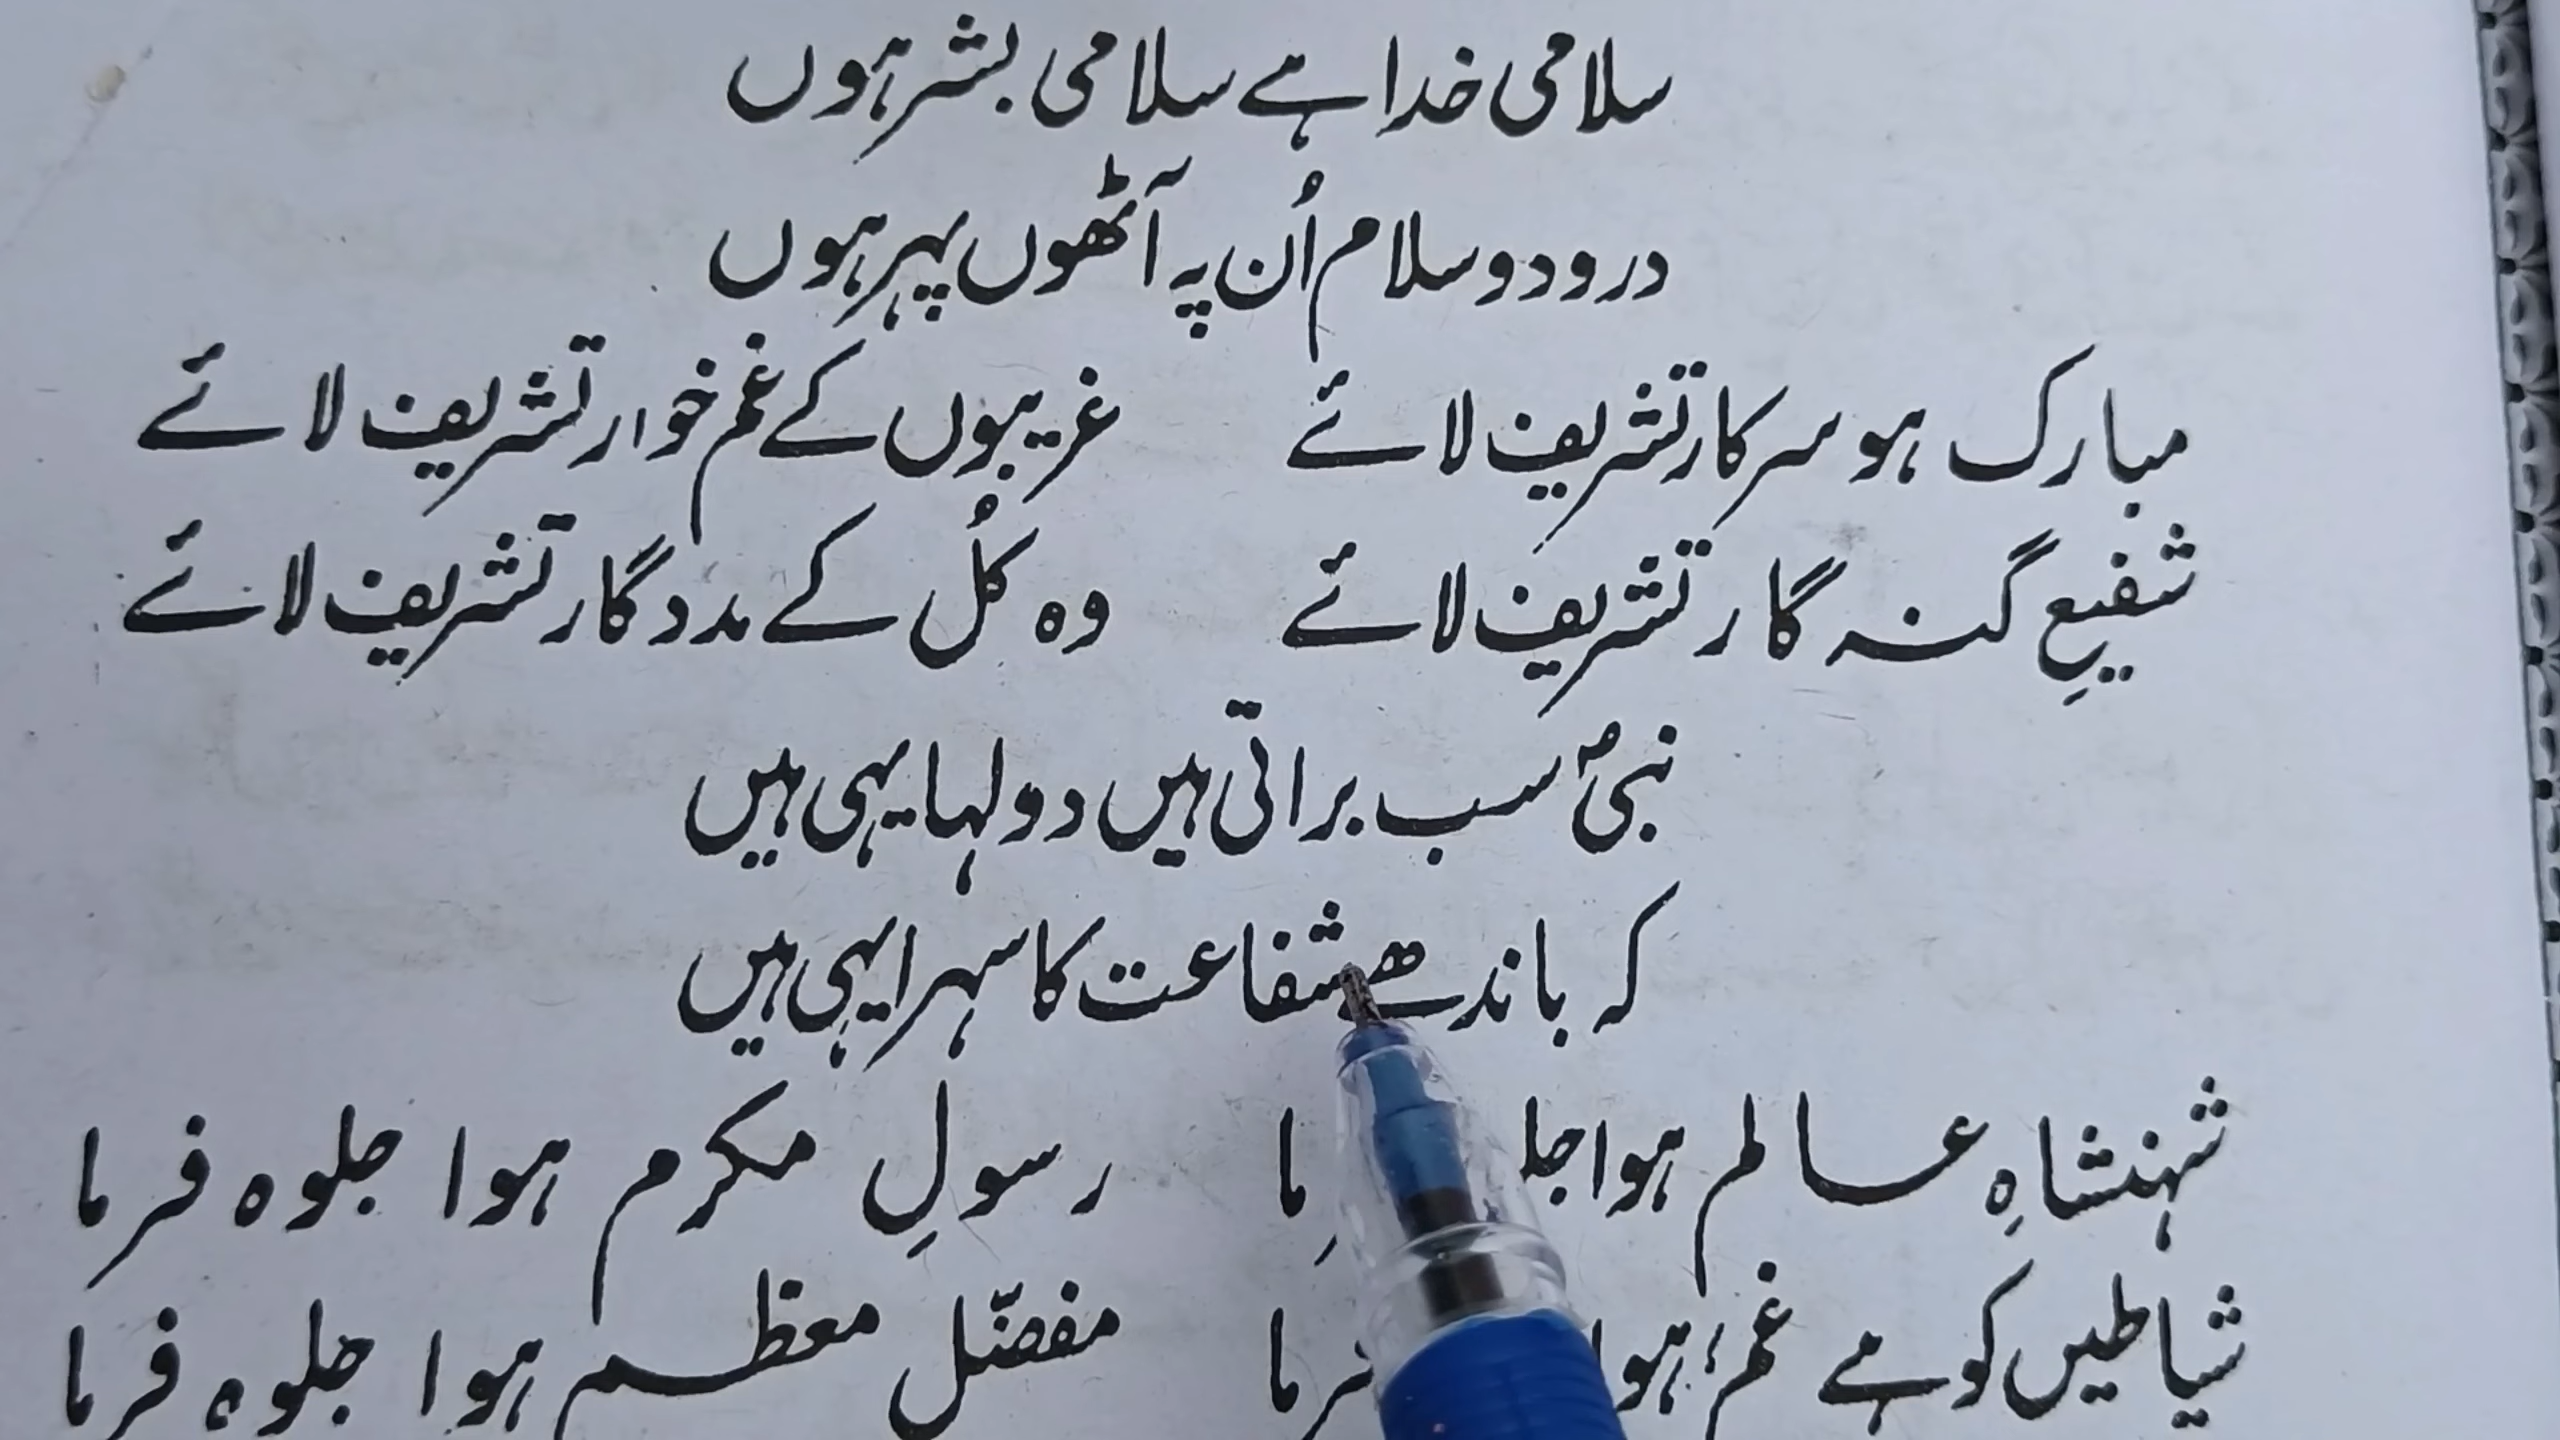 سلامی خدا ہے سلامی بشر ہوں
درود و سلام اُن پہ آٹھوں پہر ہوں
مبارک ہو سرکار تشریف لائے غریبوں کے غم خوار تشریف لائے
شفیعِ گنہ گار تشریف لائے وہ کُل کے مددگار تشریف لائے
نبیؐ سب براتی ہیں دولہا یہی ہیں
کہ باندھے شفاعت کا سہرا یہی ہیں
شہنشاہِ عالم ہوا رسولِ مکرم ہوا جلوہ فرما
شیاطیں کو ہے غم ہوا مفضّل معظم ہوا جلوہ فرما